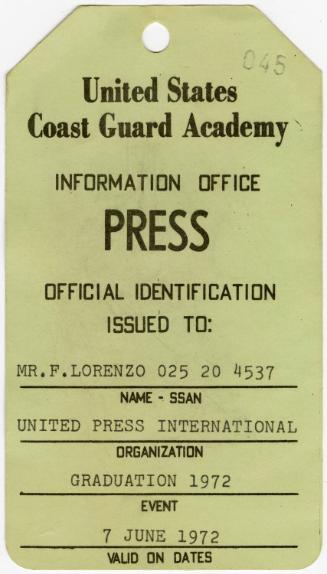 045
United States
Coast Guard Academy
INFORMATION OFFICE
PRESS
OFFICIAL IDENTIFICATION
ISSUED TO:
MR.F.LORENZO 025 20 4537
NAME - SSAN
UNITED PRESS INTERNATIONAL
ORGANIZATION
GRADUATION 1972
EVENT
7 JUNE 1972
VALID ON DATES